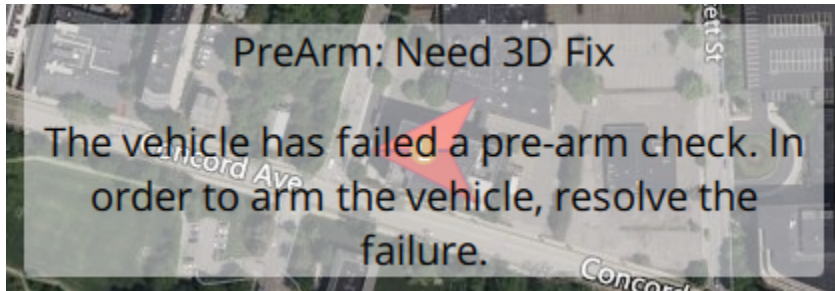 PreArm: Need 3D Fix
The vehicle has failed a pre-arm check. In
order to arm the vehicle, resolve the
failure.
Concord Ave
Concord